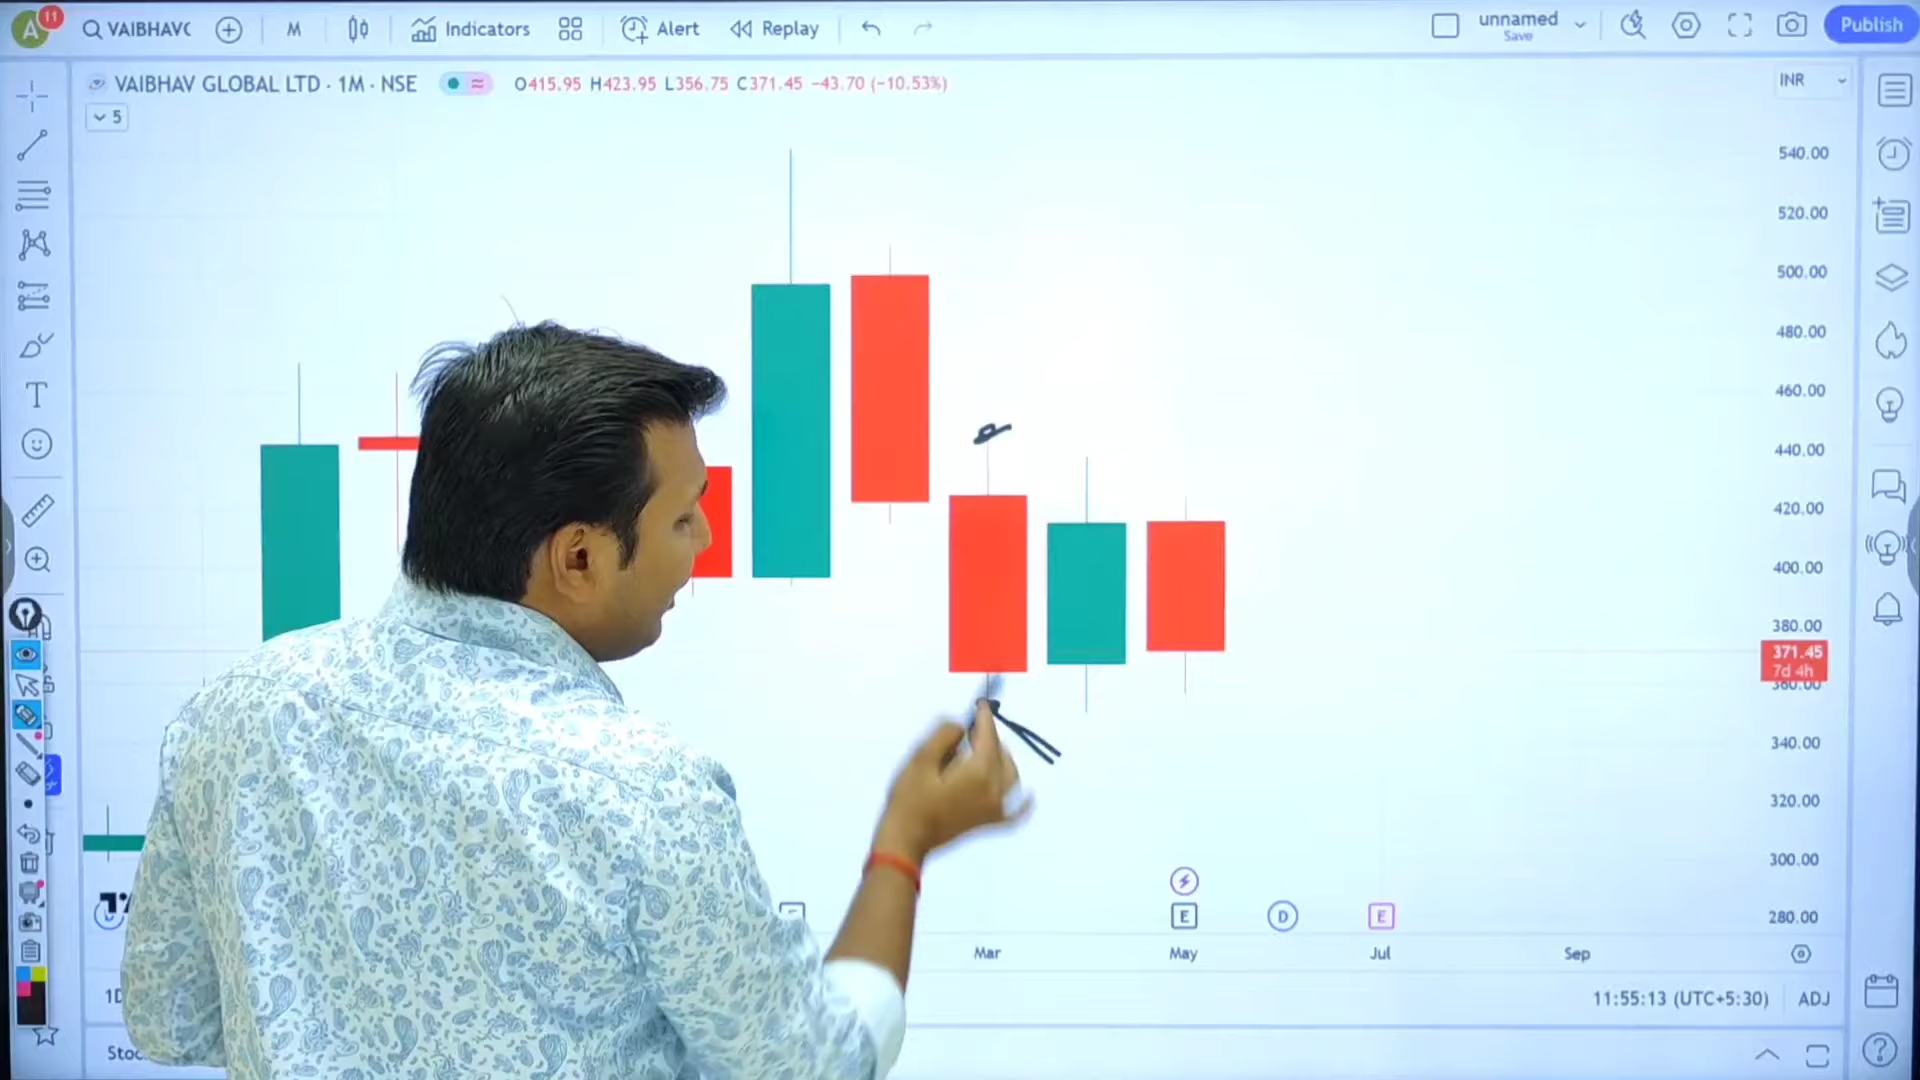 A 11 VAIBHAVC M Indicators Alert Replay unnamed Save Publish
VAIBHAV GLOBAL LTD · 1M · NSE O415.95 H423.95 L356.75 C371.45 −43.70 (−10.53%) INR
5
540.00
520.00
500.00
480.00
460.00
440.00
420.00
400.00
380.00
371.45
7d 4h
360.00
340.00
320.00
300.00
280.00
E D E
Mar May Jul Sep
11:55:13 (UTC+5:30) ADJ